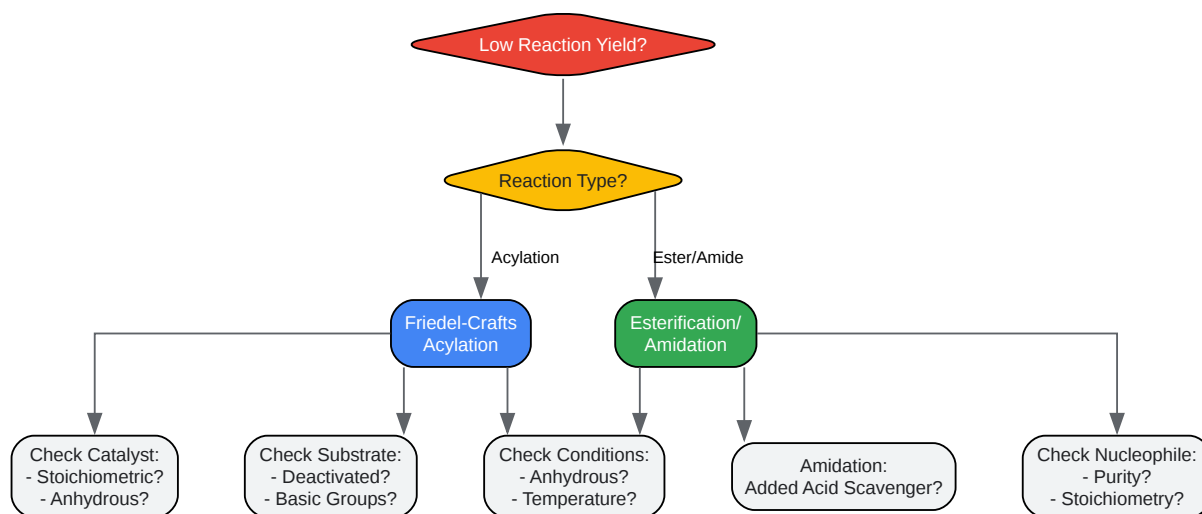 Low Reaction Yield?
Reaction Type?
Acylation
Ester/Amide
Friedel-Crafts
Acylation
Esterification/
Amidation
Check Catalyst:
- Stoichiometric?
- Anhydrous?
Check Substrate:
- Deactivated?
- Basic Groups?
Check Conditions:
- Anhydrous?
- Temperature?
Amidation:
Added Acid Scavenger?
Check Nucleophile:
- Purity?
- Stoichiometry?